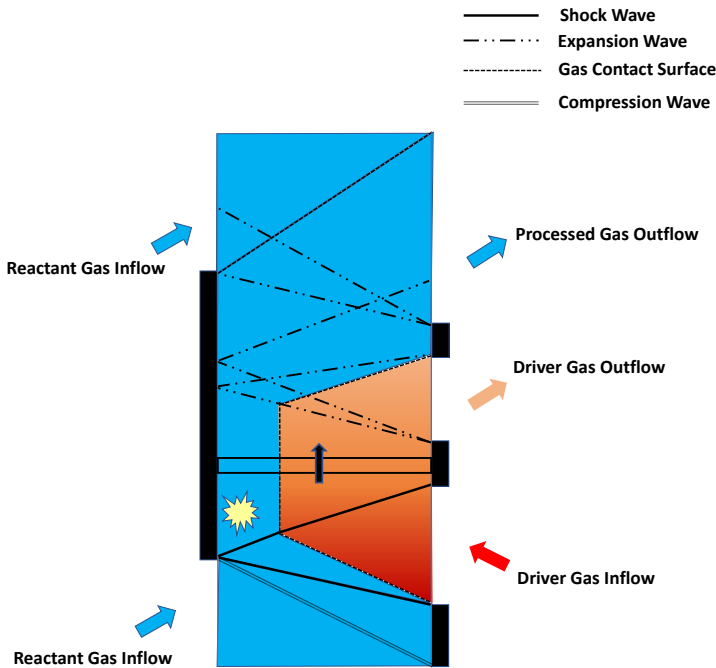 Shock Wave
Expansion Wave
Gas Contact Surface
Compression Wave
Reactant Gas Inflow
Processed Gas Outflow
Driver Gas Outflow
Driver Gas Inflow
Reactant Gas Inflow